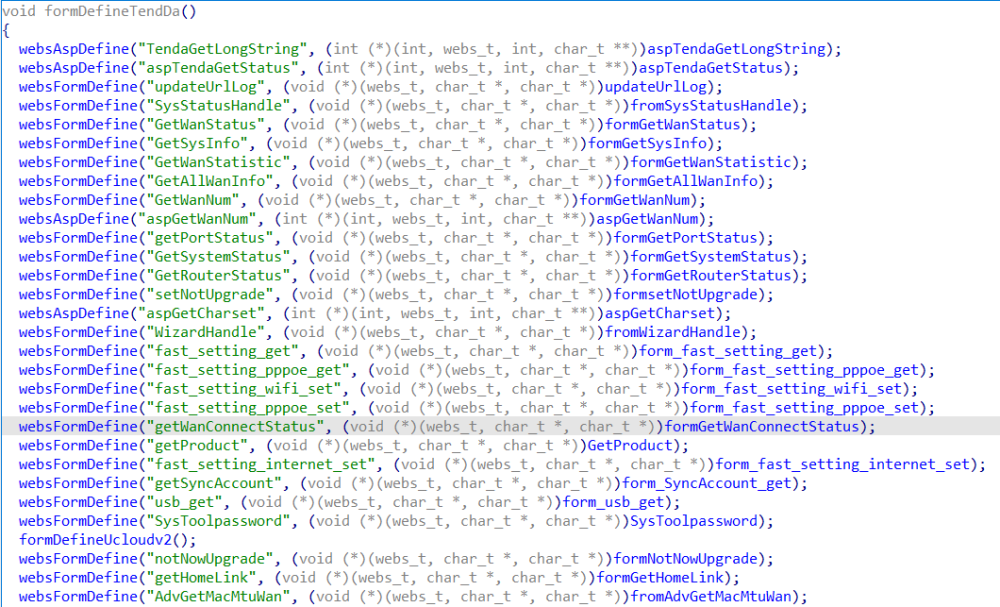 void formDefineTendDa()
{
websAspDefine("TendaGetLongString", (int (*)(int, webs_t, int, char_t **))aspTendaGetLongString);
websAspDefine("aspTendaGetStatus", (int (*)(int, webs_t, int, char_t **))aspTendaGetStatus);
websFormDefine("updateUrlLog", (void (*)(webs_t, char_t *, char_t *))updateUrlLog);
websFormDefine("SysStatusHandle", (void (*)(webs_t, char_t *, char_t *))fromSysStatusHandle);
websFormDefine("GetWanStatus", (void (*)(webs_t, char_t *, char_t *))formGetWanStatus);
websFormDefine("GetSysInfo", (void (*)(webs_t, char_t *, char_t *))formGetSysInfo);
websFormDefine("GetWanStatistic", (void (*)(webs_t, char_t *, char_t *))formGetWanStatistic);
websFormDefine("GetAllWanInfo", (void (*)(webs_t, char_t *, char_t *))formGetAllWanInfo);
websFormDefine("GetWanNum", (void (*)(webs_t, char_t *, char_t *))formGetWanNum);
websAspDefine("aspGetWanNum", (int (*)(int, webs_t, int, char_t **))aspGetWanNum);
websFormDefine("getPortStatus", (void (*)(webs_t, char_t *, char_t *))formGetPortStatus);
websFormDefine("GetSystemStatus", (void (*)(webs_t, char_t *, char_t *))formGetSystemStatus);
websFormDefine("GetRouterStatus", (void (*)(webs_t, char_t *, char_t *))formGetRouterStatus);
websFormDefine("setNotUpgrade", (void (*)(webs_t, char_t *, char_t *))formsetNotUpgrade);
websAspDefine("aspGetCharset", (int (*)(int, webs_t, int, char_t **))aspGetCharset);
websFormDefine("WizardHandle", (void (*)(webs_t, char_t *, char_t *))fromWizardHandle);
websFormDefine("fast_setting_get", (void (*)(webs_t, char_t *, char_t *))form_fast_setting_get);
websFormDefine("fast_setting_pppoe_get", (void (*)(webs_t, char_t *, char_t *))form_fast_setting_pppoe_get);
websFormDefine("fast_setting_wifi_set", (void (*)(webs_t, char_t *, char_t *))form_fast_setting_wifi_set);
websFormDefine("fast_setting_pppoe_set", (void (*)(webs_t, char_t *, char_t *))form_fast_setting_pppoe_set);
websFormDefine("getWanConnectStatus", (void (*)(webs_t, char_t *, char_t *))formGetWanConnectStatus);
websFormDefine("getProduct", (void (*)(webs_t, char_t *, char_t *))GetProduct);
websFormDefine("fast_setting_internet_set", (void (*)(webs_t, char_t *, char_t *))form_fast_setting_internet_set);
websFormDefine("getSyncAccount", (void (*)(webs_t, char_t *, char_t *))form_SyncAccount_get);
websFormDefine("usb_get", (void (*)(webs_t, char_t *, char_t *))form_usb_get);
websFormDefine("SysToolpassword", (void (*)(webs_t, char_t *, char_t *))SysToolpassword);
formDefineUcloudv2();
websFormDefine("notNowUpgrade", (void (*)(webs_t, char_t *, char_t *))formNotNowUpgrade);
websFormDefine("getHomeLink", (void (*)(webs_t, char_t *, char_t *))formGetHomeLink);
websFormDefine("AdvGetMacMtuWan", (void (*)(webs_t, char_t *, char_t *))fromAdvGetMacMtuWan);